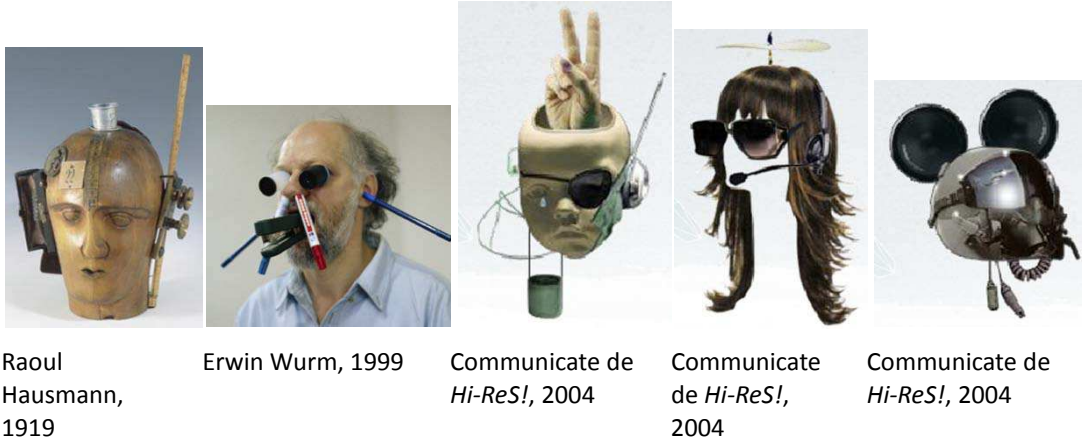 Raoul
Hausmann,
1919
Erwin Wurm, 1999
Communicate de
Hi-ReS!, 2004
Communicate
de Hi-ReS!,
2004
Communicate de
Hi-ReS!, 2004